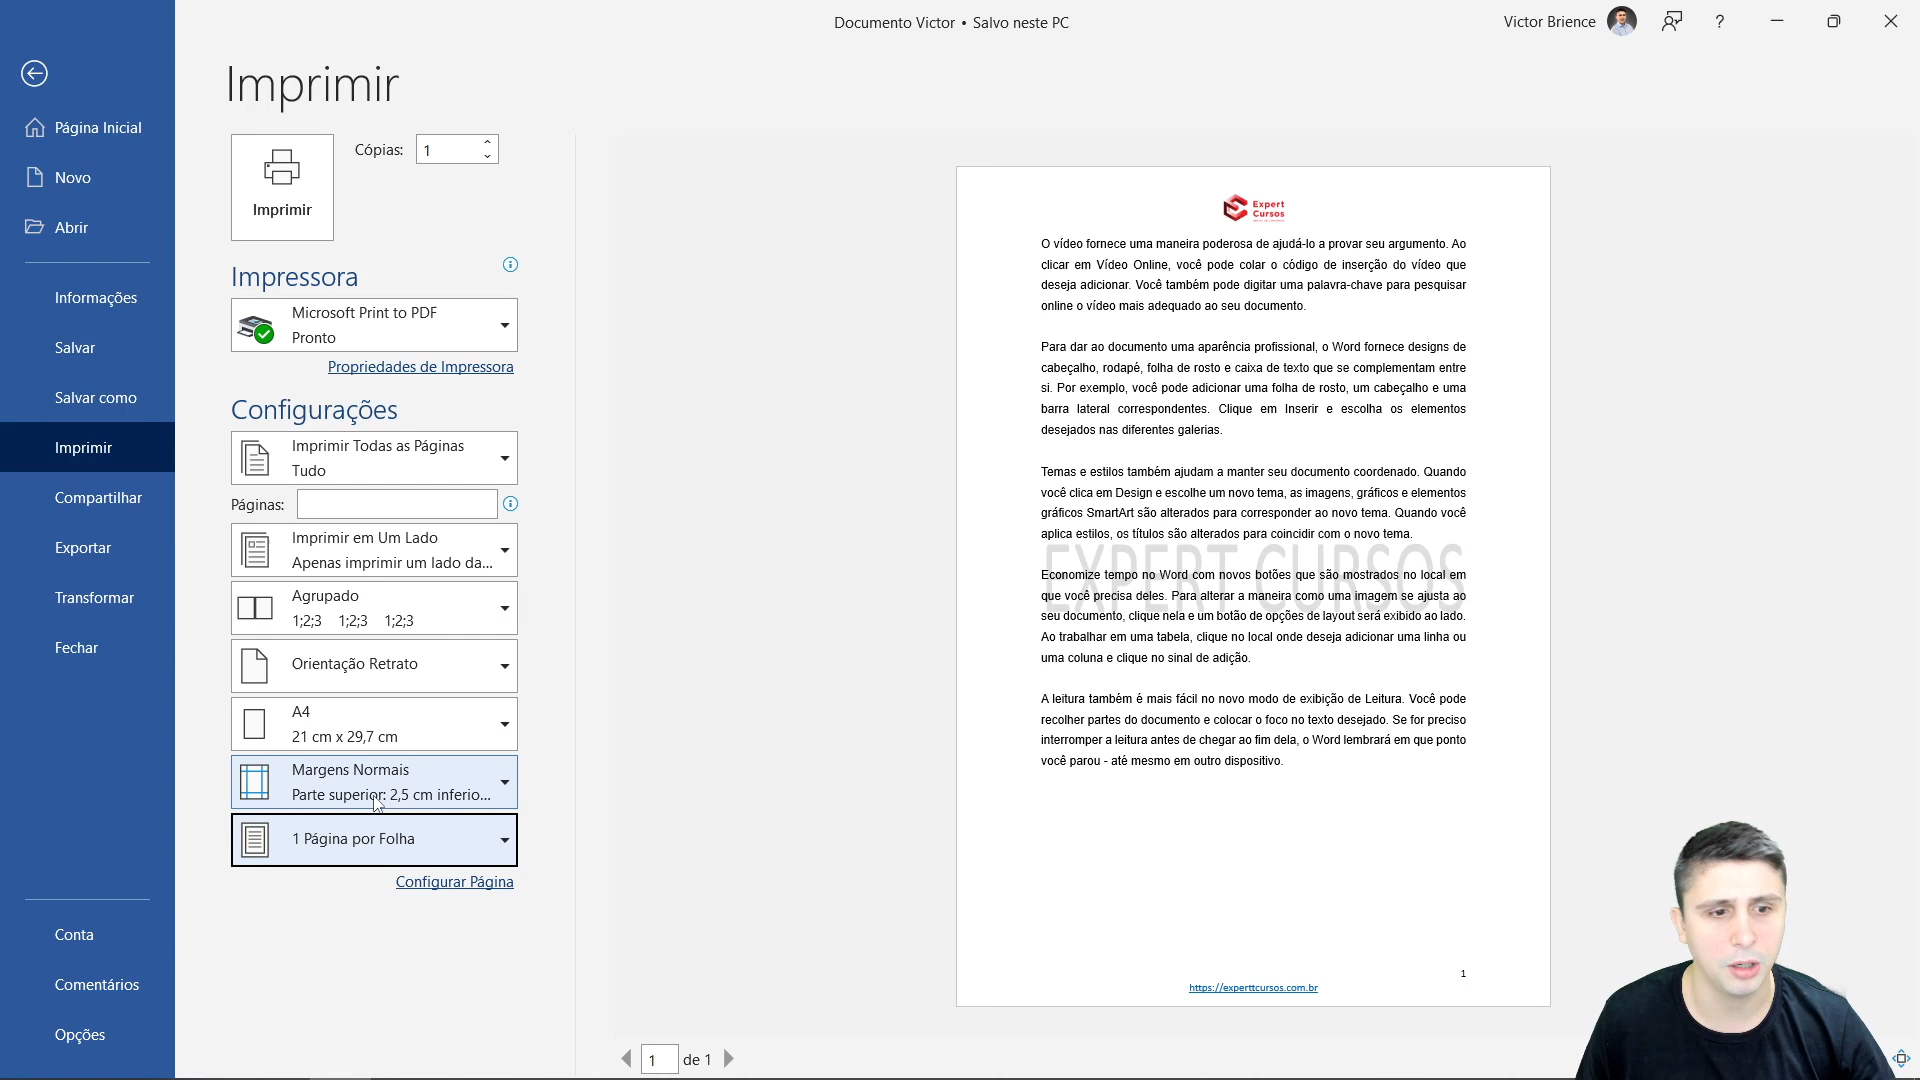 Documento Victor • Salvo neste PC
Victor Brience
?
Imprimir
Página Inicial
Novo
Abrir
Informações
Salvar
Salvar como
Imprimir
Compartilhar
Exportar
Transformar
Fechar
Conta
Comentários
Opções
Imprimir
Cópias: 1
Impressora
Microsoft Print to PDF
Pronto
Propriedades de Impressora
Configurações
Imprimir Todas as Páginas
Tudo
Páginas:
Imprimir em Um Lado
Apenas imprimir um lado da...
Agrupado
1;2;3 1;2;3 1;2;3
Orientação Retrato
A4
21 cm x 29,7 cm
Margens Normais
Parte superior: 2,5 cm inferio...
1 Página por Folha
Configurar Página
Expert
Cursos
O vídeo fornece uma maneira poderosa de ajudá-lo a provar seu argumento. Ao
clicar em Vídeo Online, você pode colar o código de inserção do vídeo que
deseja adicionar. Você também pode digitar uma palavra-chave para pesquisar
online o vídeo mais adequado ao seu documento.
Para dar ao documento uma aparência profissional, o Word fornece designs de
cabeçalho, rodapé, folha de rosto e caixa de texto que se complementam entre
si. Por exemplo, você pode adicionar uma folha de rosto, um cabeçalho e uma
barra lateral correspondentes. Clique em Inserir e escolha os elementos
desejados nas diferentes galerias.
Temas e estilos também ajudam a manter seu documento coordenado. Quando
você clica em Design e escolhe um novo tema, as imagens, gráficos e elementos
gráficos SmartArt são alterados para corresponder ao novo tema. Quando você
aplica estilos, os títulos são alterados para coincidir com o novo tema.
EXPERT CURSOS
Economize tempo no Word com novos botões que são mostrados no local em
que você precisa deles. Para alterar a maneira como uma imagem se ajusta ao
seu documento, clique nela e um botão de opções de layout será exibido ao lado.
Ao trabalhar em uma tabela, clique no local onde deseja adicionar uma linha ou
uma coluna e clique no sinal de adição.
A leitura também é mais fácil no novo modo de exibição de Leitura. Você pode
recolher partes do documento e colocar o foco no texto desejado. Se for preciso
interromper a leitura antes de chegar ao fim dela, o Word lembrará em que ponto
você parou - até mesmo em outro dispositivo.
1
https://experttcursos.com.br
1 de 1